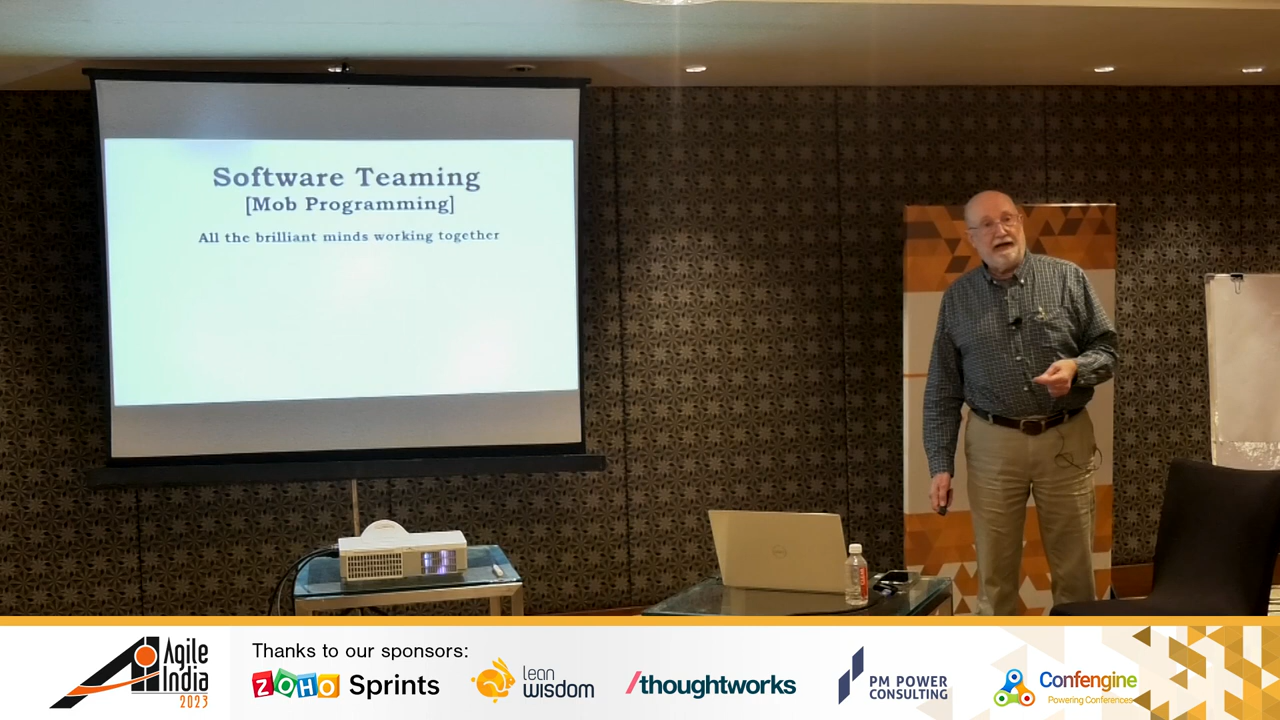 Software Teaming
[Mob Programming]
All the brilliant minds working together
Agile
India
2023
Thanks to our sponsors:
ZOHO Sprints
lean
wisdom
/thoughtworks
PM POWER
CONSULTING
Confengine
Powering Conferences